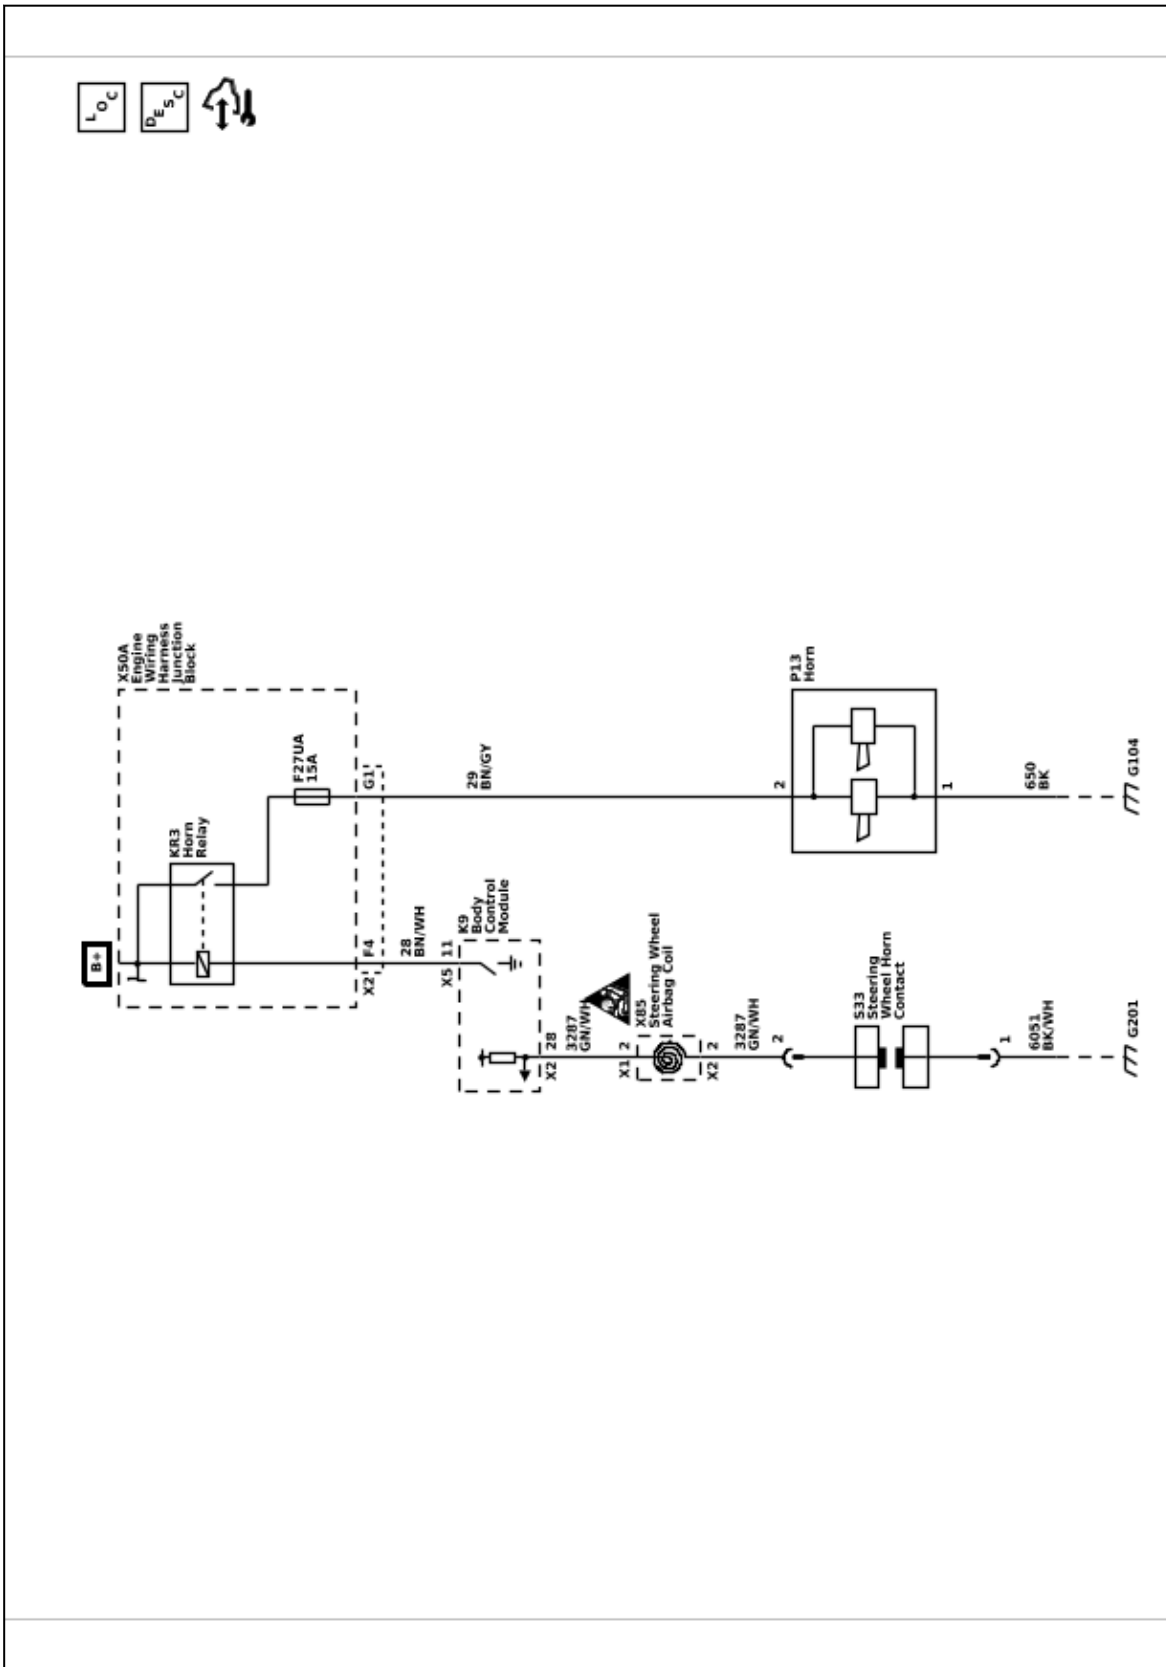 LOC
DESC
B+
X50A
Engine
Wiring
Harness
Junction
Block
KR3
Horn
Relay
F27UA
15A
1
X2
F4
G1
28
BN/WH
29
BN/GY
K9
Body
Control
Module
X5
11
X2
28
3287
GN/WH
X85
Steering Wheel
Airbag Coil
X1
2
X2
2
3287
GN/WH
2
S33
Steering
Wheel Horn
Contact
1
6051
BK/WH
G201
P13
Horn
2
1
650
BK
G104